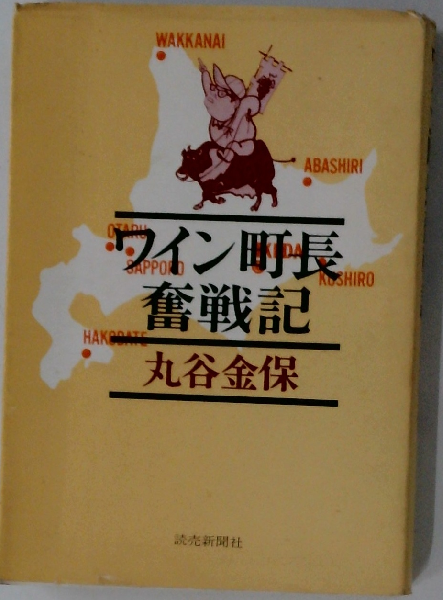 WAKKANAI
ABASHIRI
OTARU
SAPPORO
IKEDA
KUSHIRO
HAKODATE
ワイン町長
奮戦記
丸谷金保
読売新聞社